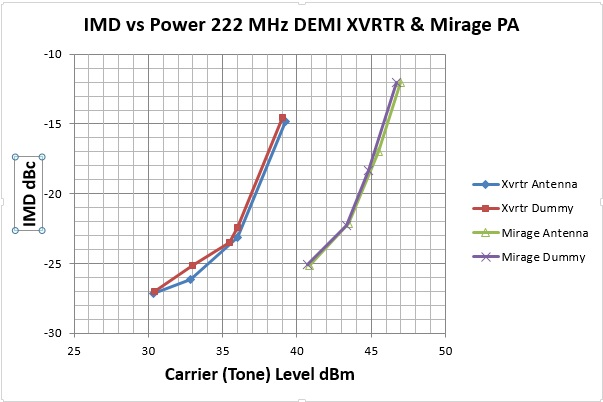 IMD vs Power 222 MHz DEMI XVRTR & Mirage PA
-10
-15
-20
-25
-30
IMD dBc
25 30 35 40 45 50
Carrier (Tone) Level dBm
Xvrtr Antenna
Xvrtr Dummy
Mirage Antenna
Mirage Dummy